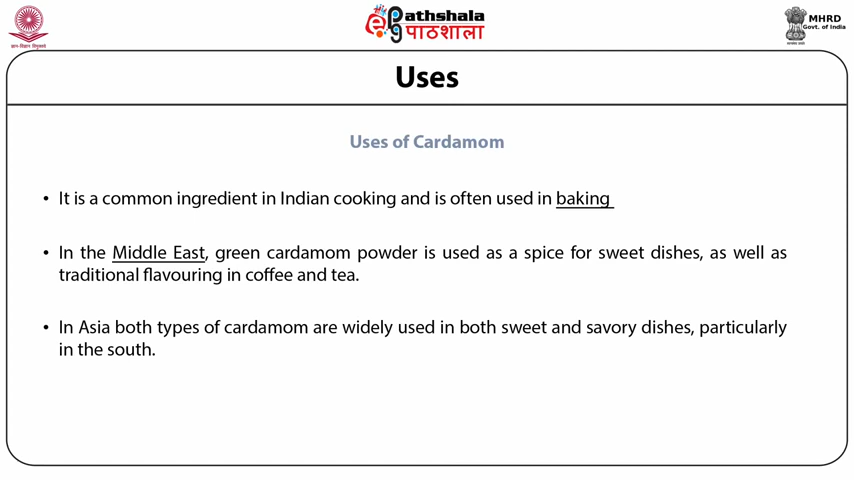 ePathshala
पाठशाला
MHRD
Govt. of India
Uses
Uses of Cardamom
• It is a common ingredient in Indian cooking and is often used in baking
• In the Middle East, green cardamom powder is used as a spice for sweet dishes, as well as
traditional flavouring in coffee and tea.
• In Asia both types of cardamom are widely used in both sweet and savory dishes, particularly
in the south.